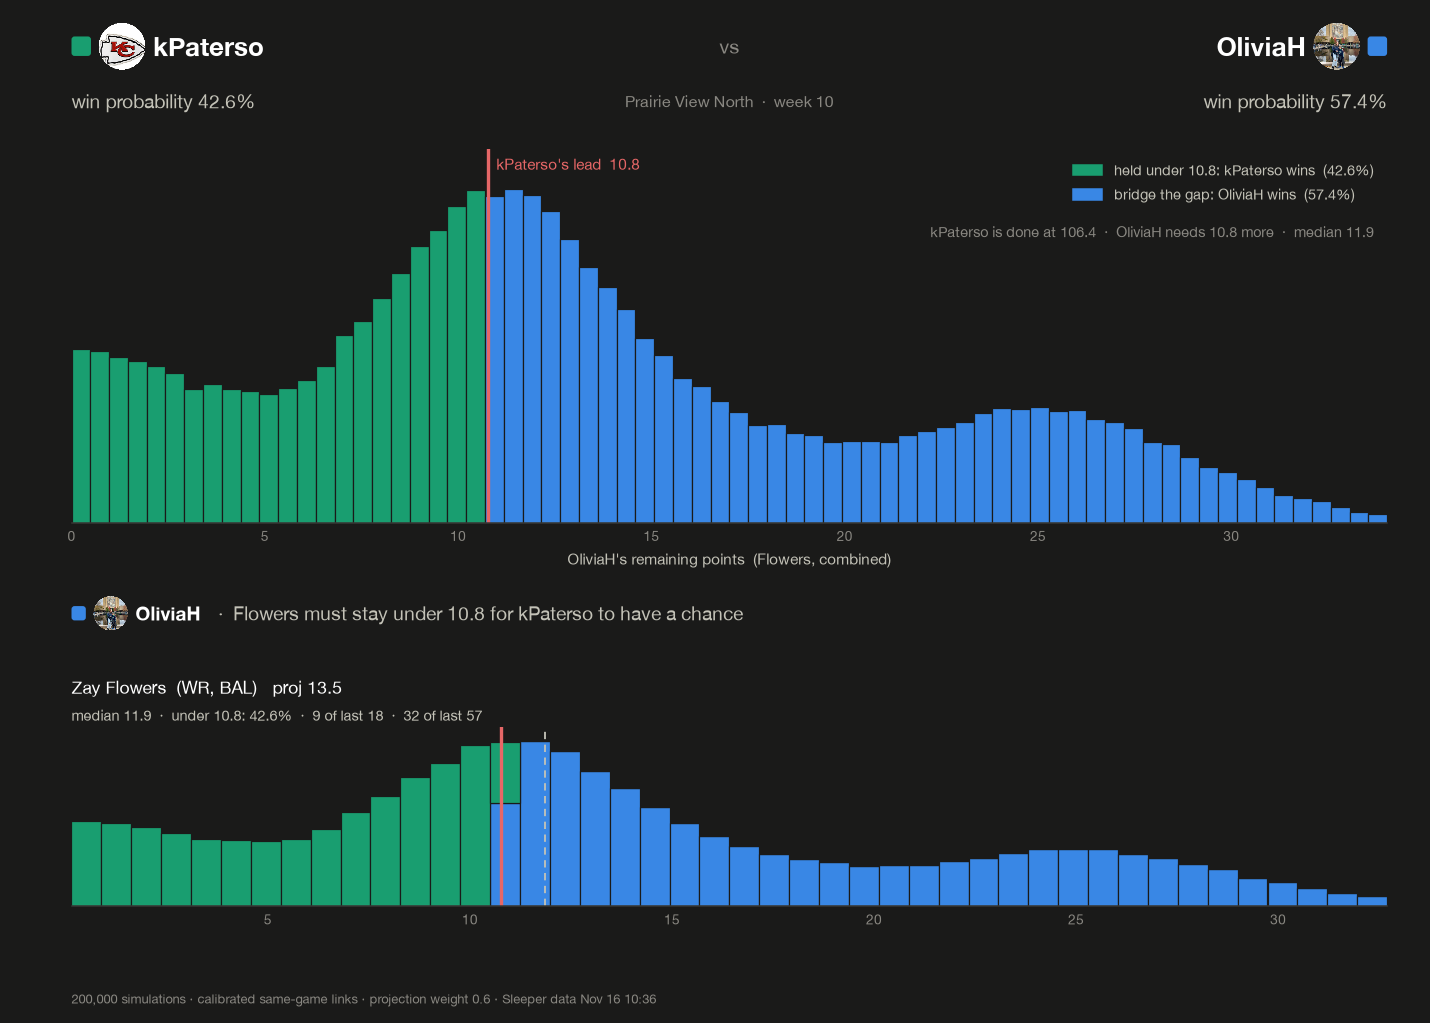 kPaterso
vs
OliviaH
win probability 42.6%
Prairie View North · week 10
win probability 57.4%
kPaterso's lead 10.8
held under 10.8: kPaterso wins (42.6%)
bridge the gap: OliviaH wins (57.4%)
kPaterso is done at 106.4 · OliviaH needs 10.8 more · median 11.9
0 5 10 15 20 25 30
OliviaH's remaining points (Flowers, combined)
OliviaH · Flowers must stay under 10.8 for kPaterso to have a chance
Zay Flowers (WR, BAL) proj 13.5
median 11.9 · under 10.8: 42.6% · 9 of last 18 · 32 of last 57
5 10 15 20 25 30
200,000 simulations · calibrated same-game links · projection weight 0.6 · Sleeper data Nov 16 10:36